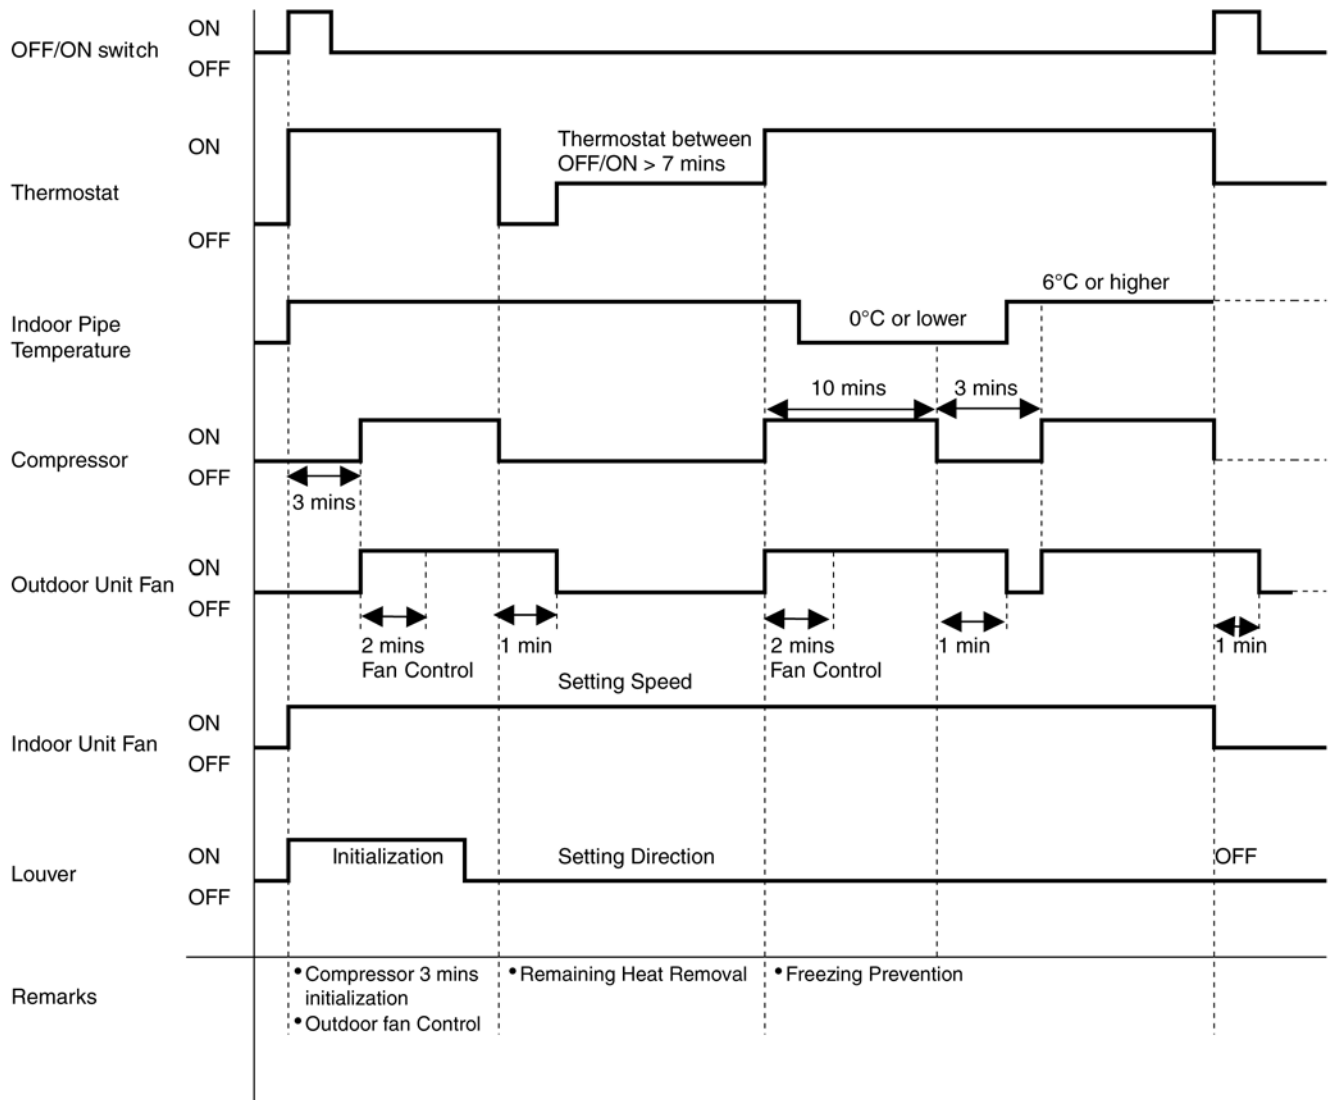 ON
OFF/ON switch
OFF
ON
Thermostat between
OFF/ON > 7 mins
Thermostat
OFF
6°C or higher
Indoor Pipe
Temperature
0°C or lower
10 mins
3 mins
ON
Compressor
OFF
3 mins
ON
Outdoor Unit Fan
OFF
2 mins
Fan Control
1 min
2 mins
Fan Control
1 min
1 min
Setting Speed
ON
Indoor Unit Fan
OFF
ON
Initialization
Setting Direction
OFF
Louver
OFF
Remarks
•Compressor 3 mins
initialization
•Outdoor fan Control
•Remaining Heat Removal
•Freezing Prevention